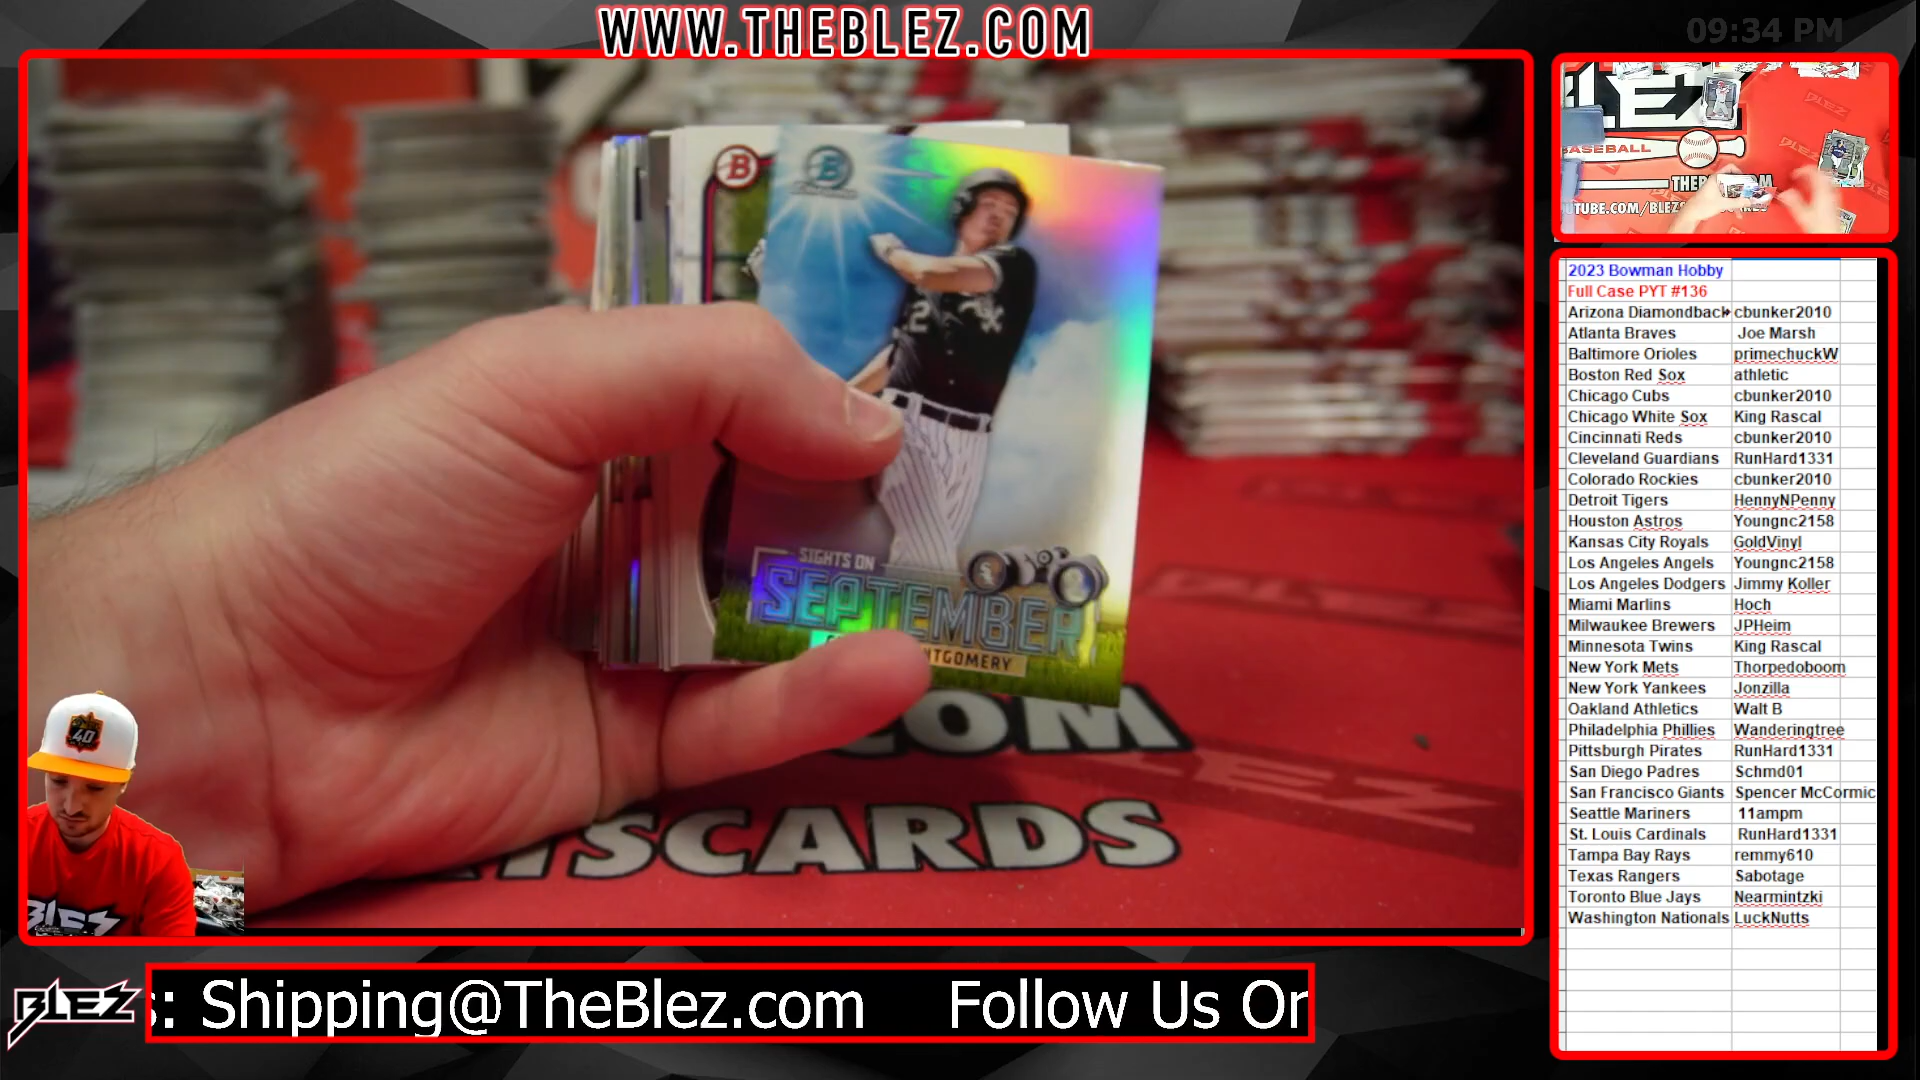 WWW.THEBLEZ.COM
09:34 PM
B
B
2
SIGHTS ON
SEPTEMBER
NTGOMERY
COM
TSCARDS
40
BLEZ
BASEBALL
BLEZ
2023 Bowman Hobby
Full Case PYT #136
Arizona Diamondback cbunker2010
Atlanta Braves Joe Marsh
Baltimore Orioles primechuckW
Boston Red Sox athletic
Chicago Cubs cbunker2010
Chicago White Sox King Rascal
Cincinnati Reds cbunker2010
Cleveland Guardians RunHard1331
Colorado Rockies cbunker2010
Detroit Tigers HennyNPenny
Houston Astros Youngnc2158
Kansas City Royals GoldVinyl
Los Angeles Angels Youngnc2158
Los Angeles Dodgers Jimmy Koller
Miami Marlins Hoch
Milwaukee Brewers JPHeim
Minnesota Twins King Rascal
New York Mets Thorpedoboom
New York Yankees Jonzilla
Oakland Athletics Walt B
Philadelphia Phillies Wanderingtree
Pittsburgh Pirates RunHard1331
San Diego Padres Schmd01
San Francisco Giants Spencer McCormic
Seattle Mariners 11ampm
St. Louis Cardinals RunHard1331
Tampa Bay Rays remmy610
Texas Rangers Sabotage
Toronto Blue Jays Nearmintzki
Washington Nationals LuckNutts
BLEZ
s: Shipping@TheBlez.com Follow Us On